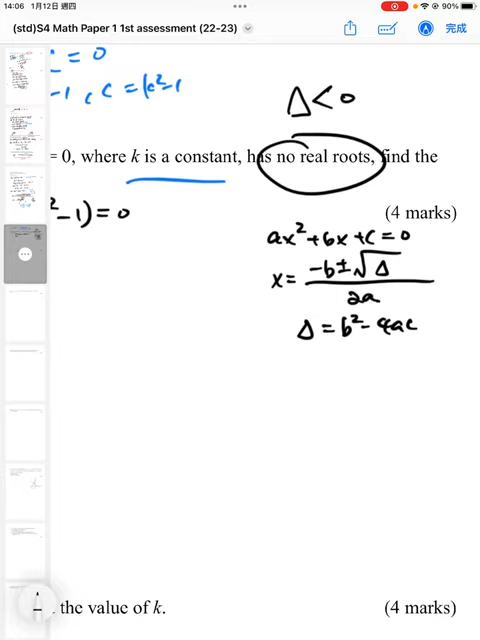 14:06 1月12日週四 90%
(std)S4 Math Paper 1 1st assessment (22-23) 完成
= 0
-1, c = k²-1
Δ < 0
= 0, where k is a constant, has no real roots, find the
² - 1) = 0
(4 marks)
ax² + bx + c = 0
x = (-b ± √Δ) / 2a
Δ = b² - 4ac
the value of k.
(4 marks)